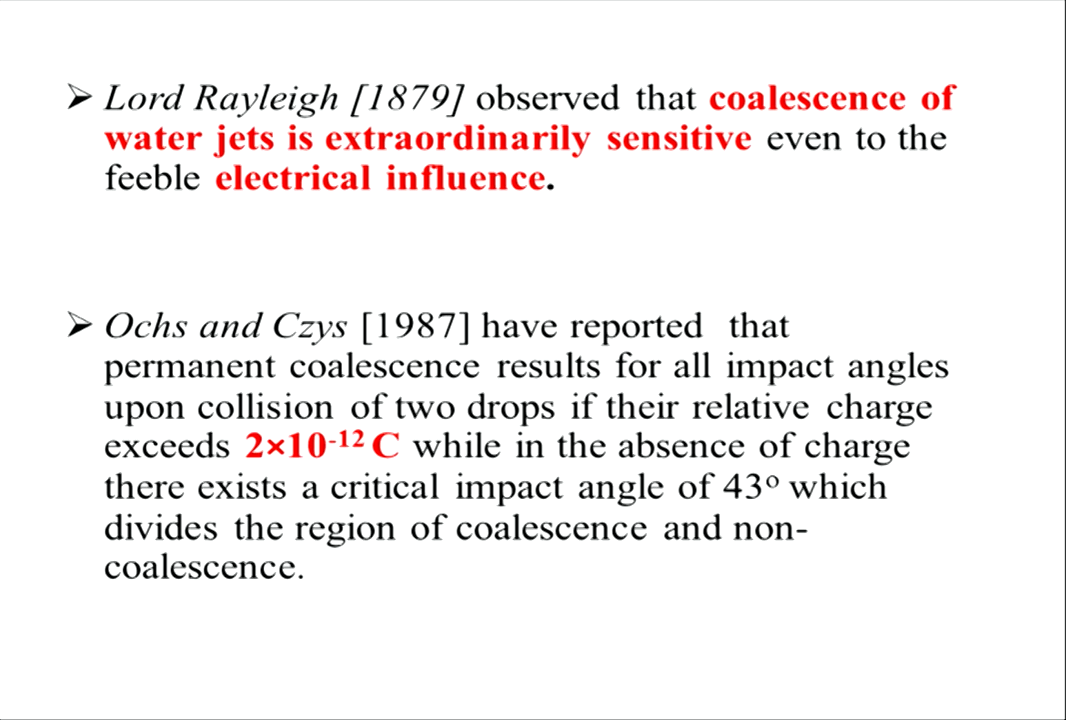 ➤ Lord Rayleigh [1879] observed that coalescence of
water jets is extraordinarily sensitive even to the
feeble electrical influence.
➤ Ochs and Czys [1987] have reported that
permanent coalescence results for all impact angles
upon collision of two drops if their relative charge
exceeds 2×10⁻¹² C while in the absence of charge
there exists a critical impact angle of 43º which
divides the region of coalescence and non-
coalescence.